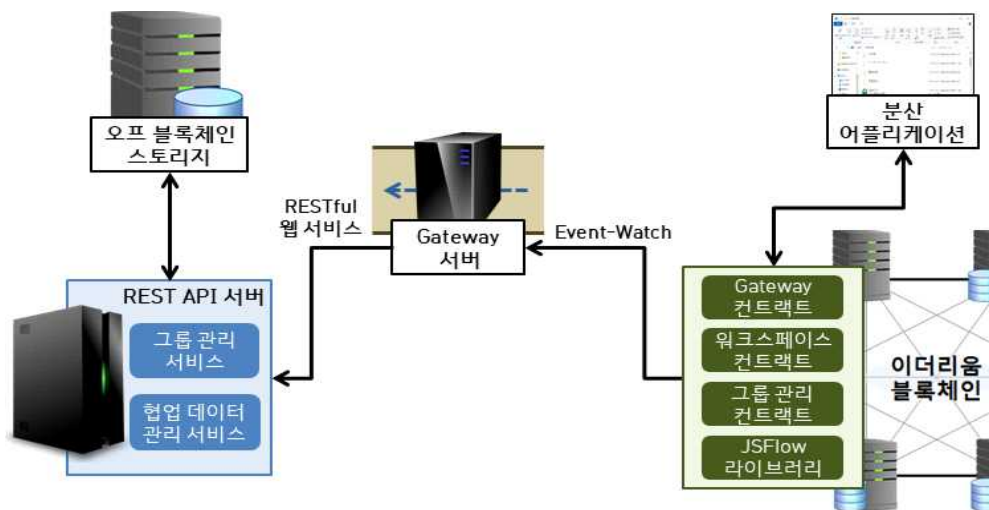 오프 블록체인
스토리지
분산
어플리케이션
RESTful
웹 서비스
Gateway
서버
Event-Watch
REST API 서버
그룹 관리
서비스
협업 데이터
관리 서비스
Gateway
컨트랙트
워크스페이스
컨트랙트
그룹 관리
컨트랙트
JSFlow
라이브러리
이더리움
블록체인